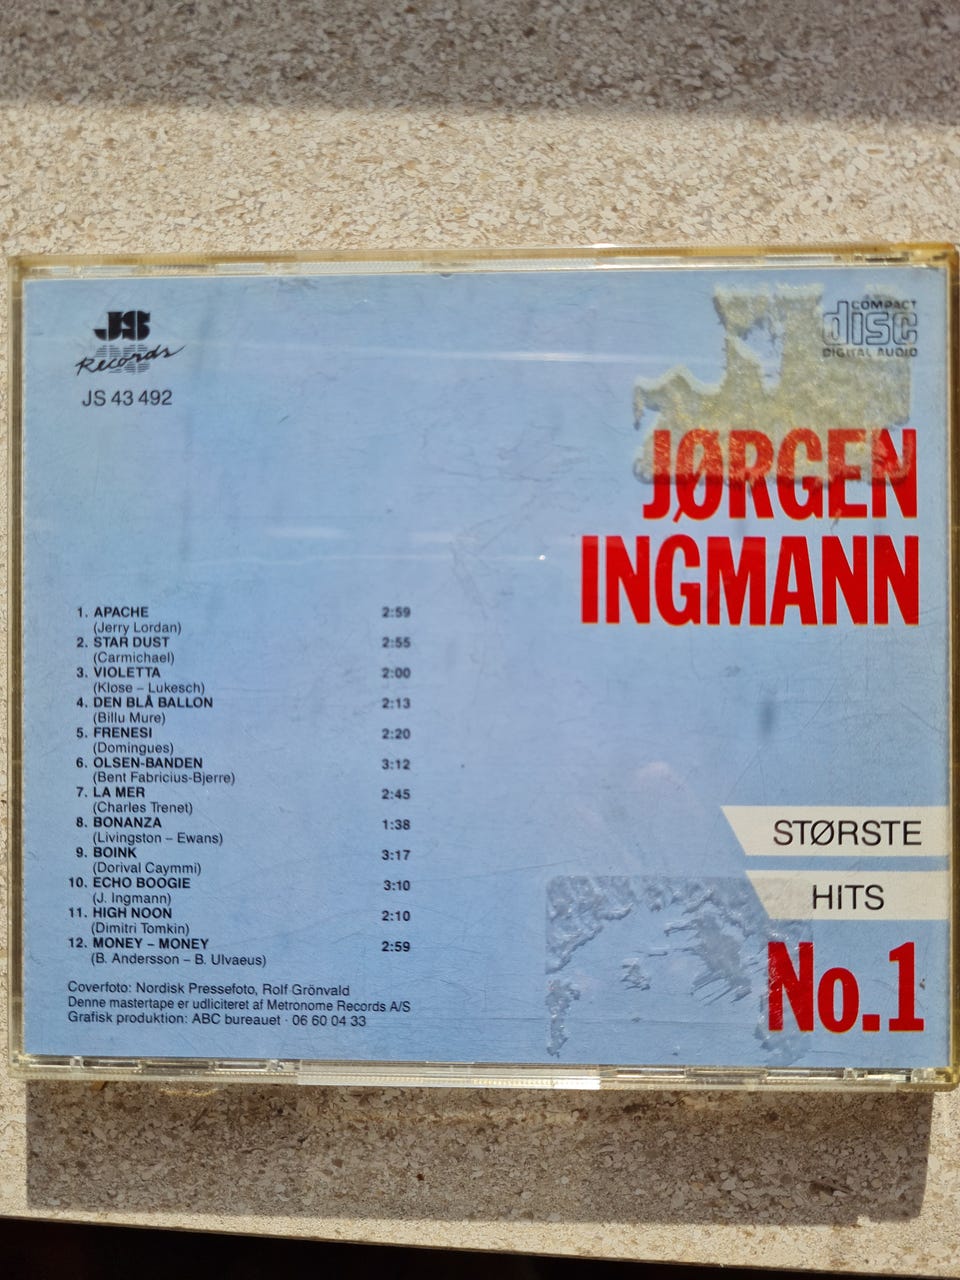 JS
Records
JS 43 492
COMPACT
disc
DIGITAL AUDIO
JØRGEN
INGMANN
1. APACHE 2:59
(Jerry Lordan)
2. STAR DUST 2:55
(Carmichael)
3. VIOLETTA 2:00
(Klose – Lukesch)
4. DEN BLÅ BALLON 2:13
(Billu Mure)
5. FRENESI 2:20
(Domingues)
6. OLSEN-BANDEN 3:12
(Bent Fabricius-Bjerre)
7. LA MER 2:45
(Charles Trenet)
8. BONANZA 1:38
(Livingston – Ewans)
9. BOINK 3:17
(Dorival Caymmi)
10. ECHO BOOGIE 3:10
(J. Ingmann)
11. HIGH NOON 2:10
(Dimitri Tomkin)
12. MONEY – MONEY 2:59
(B. Andersson – B. Ulvaeus)
Coverfoto: Nordisk Pressefoto, Rolf Grönvald
Denne mastertape er udliciteret af Metronome Records A/S
Grafisk produktion: ABC bureauet · 06 60 04 33
STØRSTE
HITS
No.1